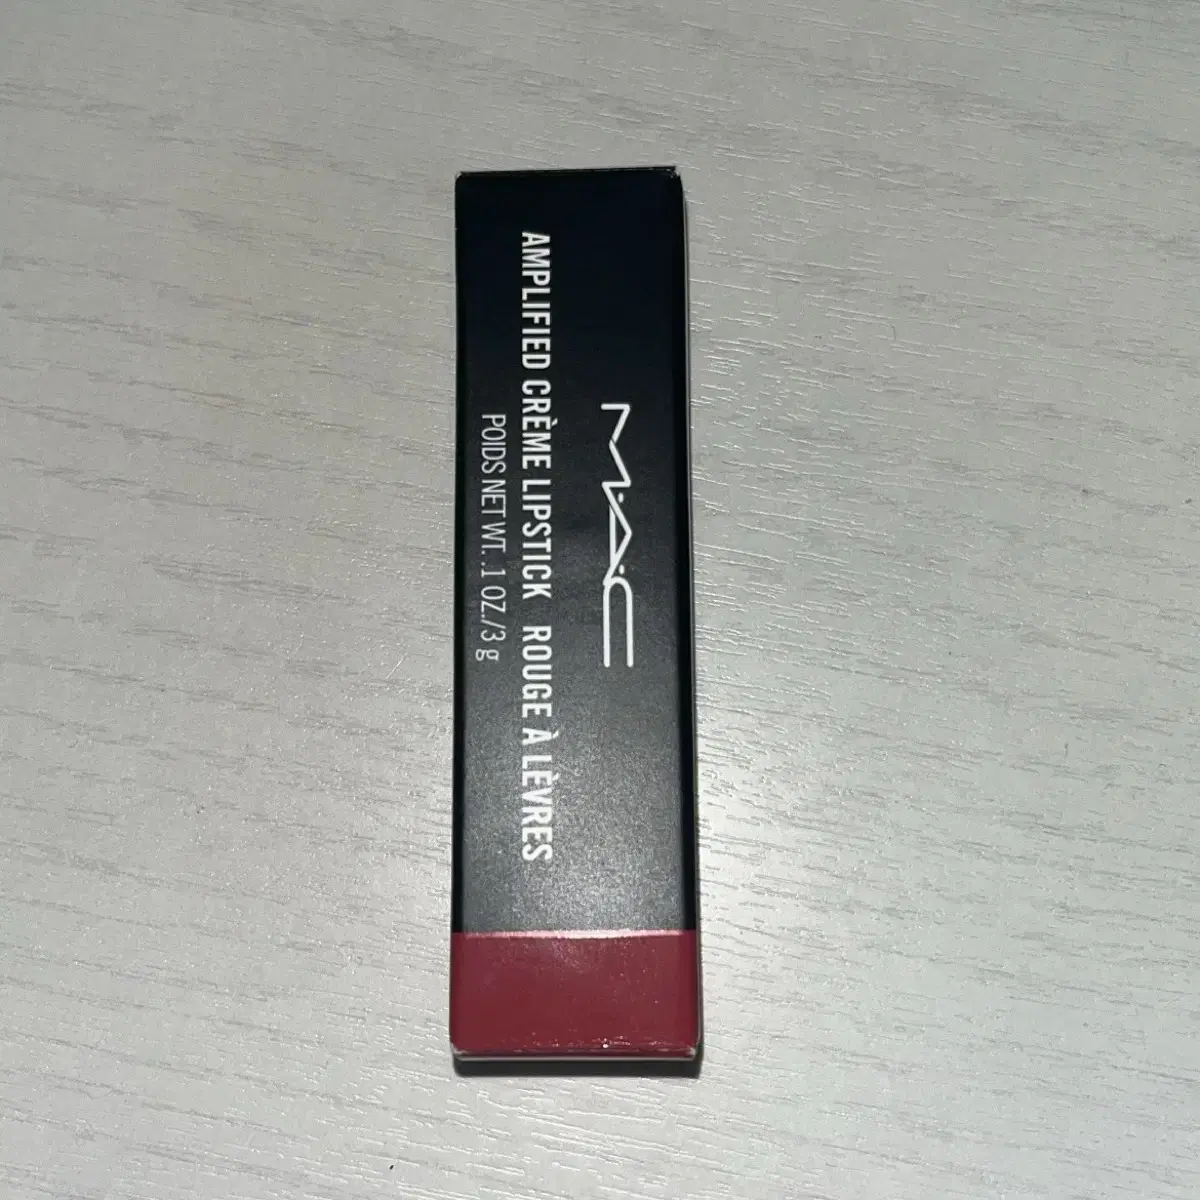 M·A·C
AMPLIFIED CRÈME LIPSTICK ROUGE À LÈVRES
POIDS NET WT. .1 OZ./3 g